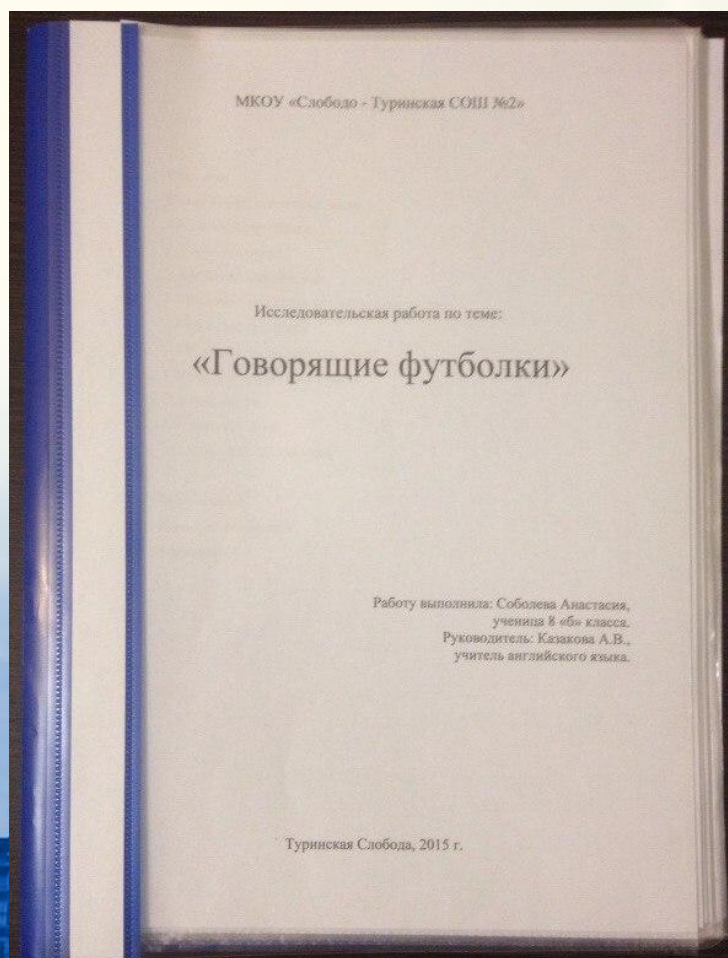 МКОУ «Слободо - Туринская СОШ №2»
Исследовательская работа по теме:
«Говорящие футболки»
Работу выполнила: Соболева Анастасия,
ученица 8 «б» класса.
Руководитель: Казакова А.В.,
учитель английского языка.
Туринская Слобода, 2015 г.